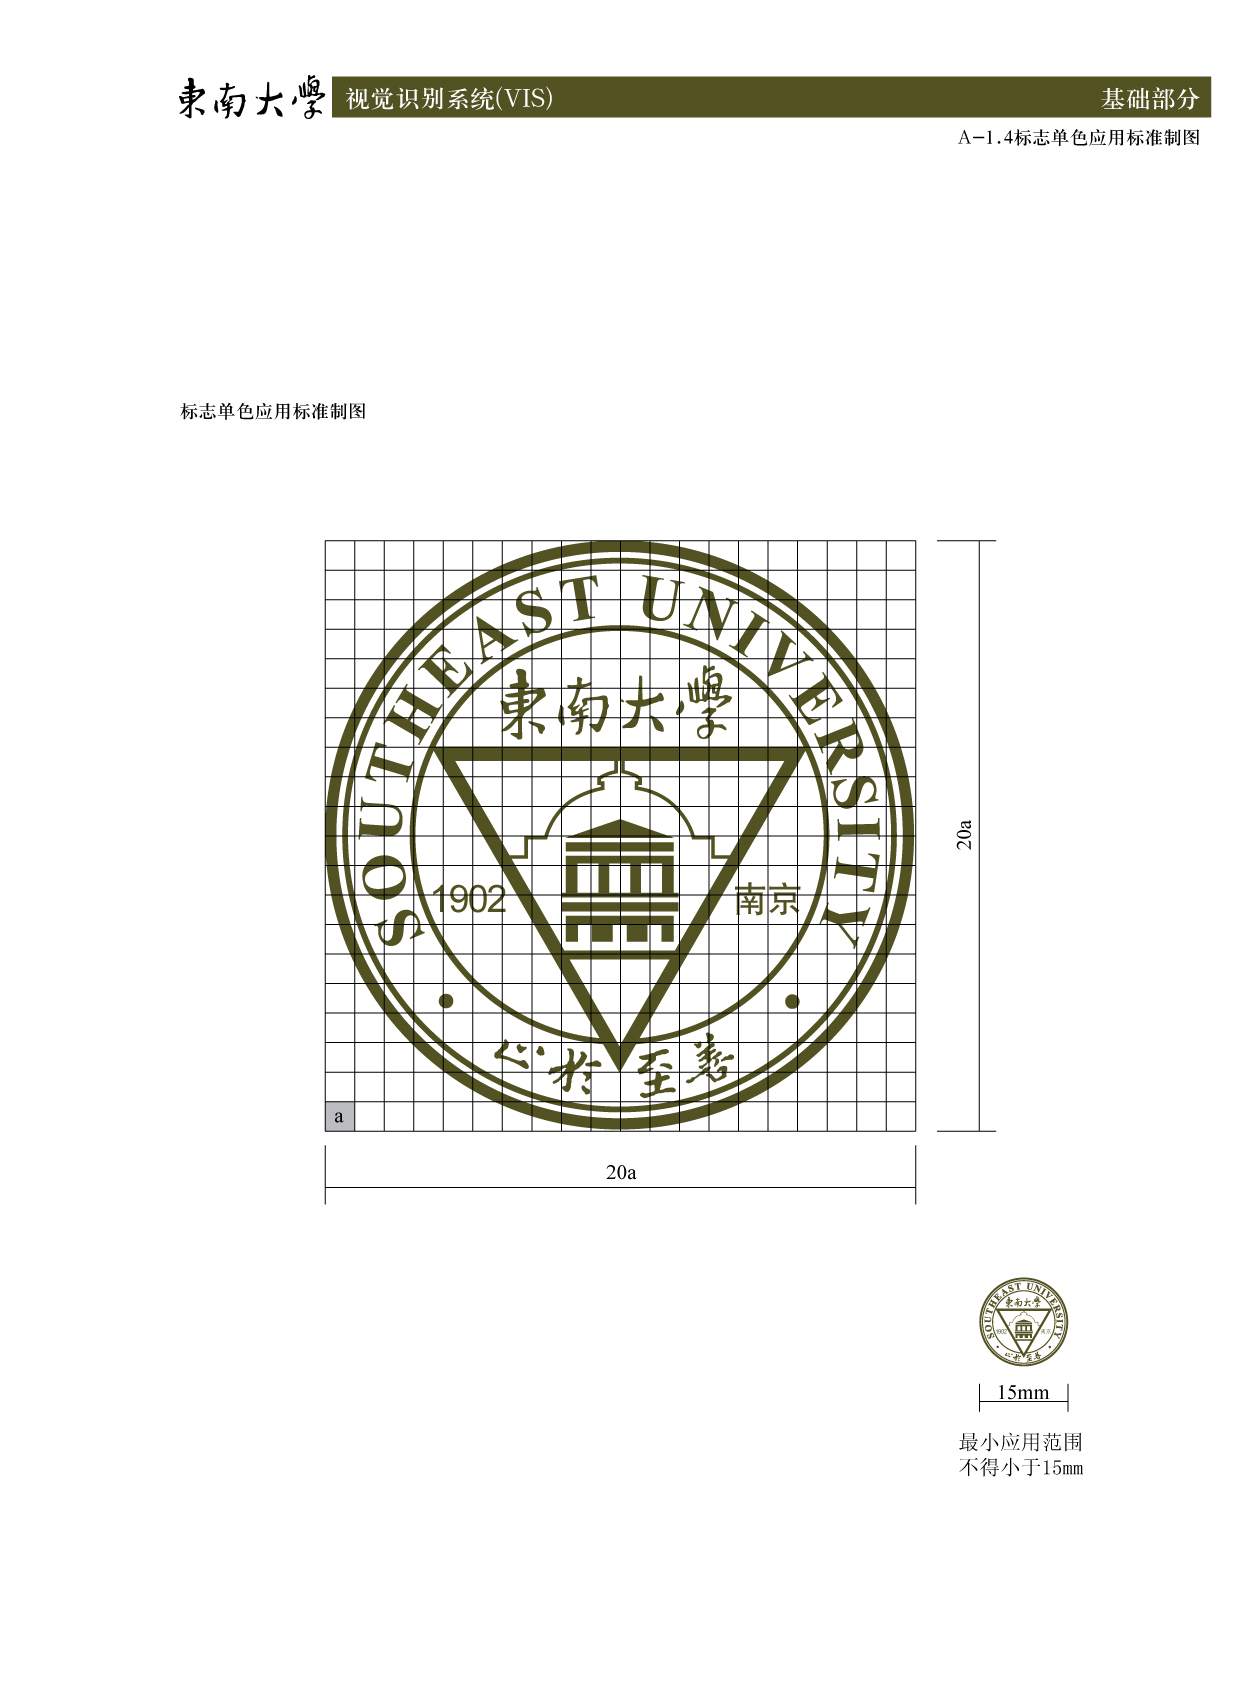 東南大學 视觉识别系统(VIS) 基础部分
A-1.4标志单色应用标准制图
标志单色应用标准制图
SOUTHEAST UNIVERSITY
東南大學
1902 南京
止於至善
a
20a
20a
SOUTHEAST UNIVERSITY
東南大學
1902 南京
止於至善
15mm
最小应用范围
不得小于15mm